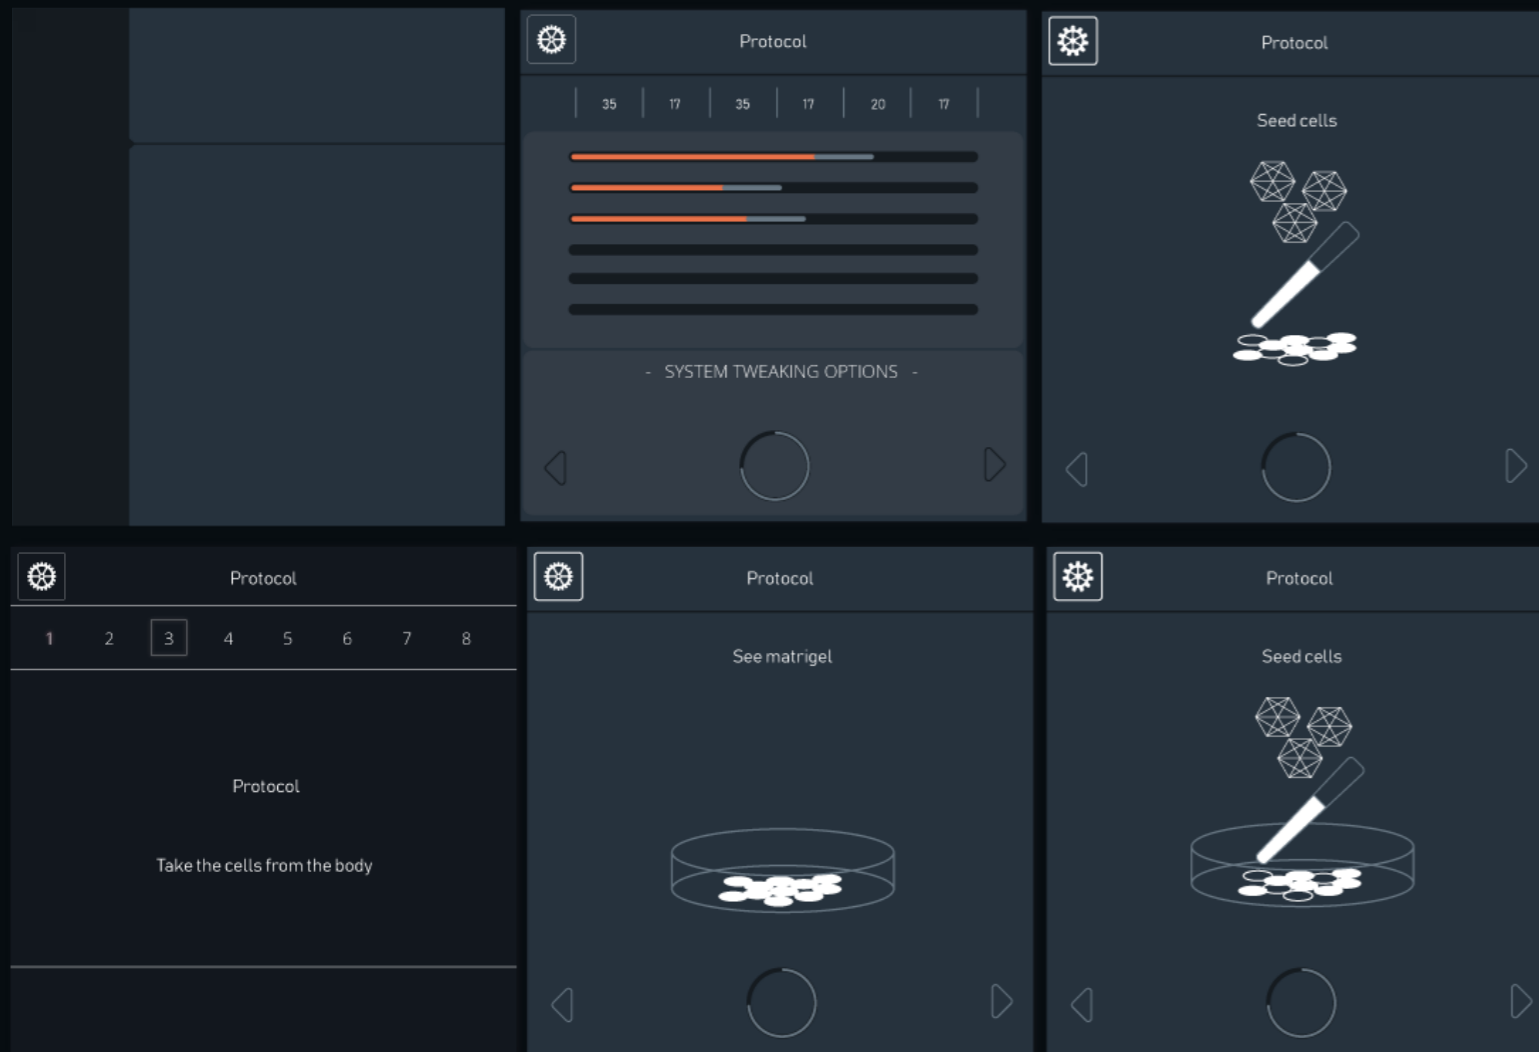 Protocol
35 17 35 17 20 17
- SYSTEM TWEAKING OPTIONS -
Protocol
Seed cells
Protocol
1 2 3 4 5 6 7 8
Protocol
Take the cells from the body
Protocol
See matrigel
Protocol
Seed cells